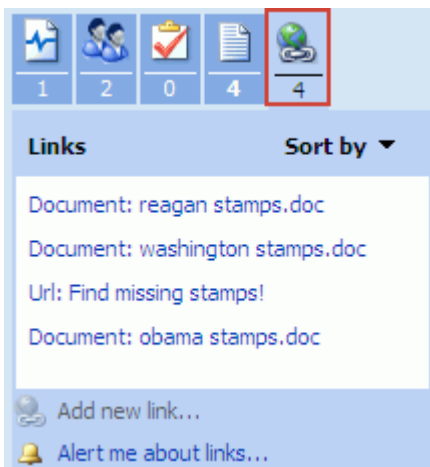 1 2 0 4 4
Links Sort by
Document: reagan stamps.doc
Document: washington stamps.doc
Url: Find missing stamps!
Document: obama stamps.doc
Add new link...
Alert me about links...